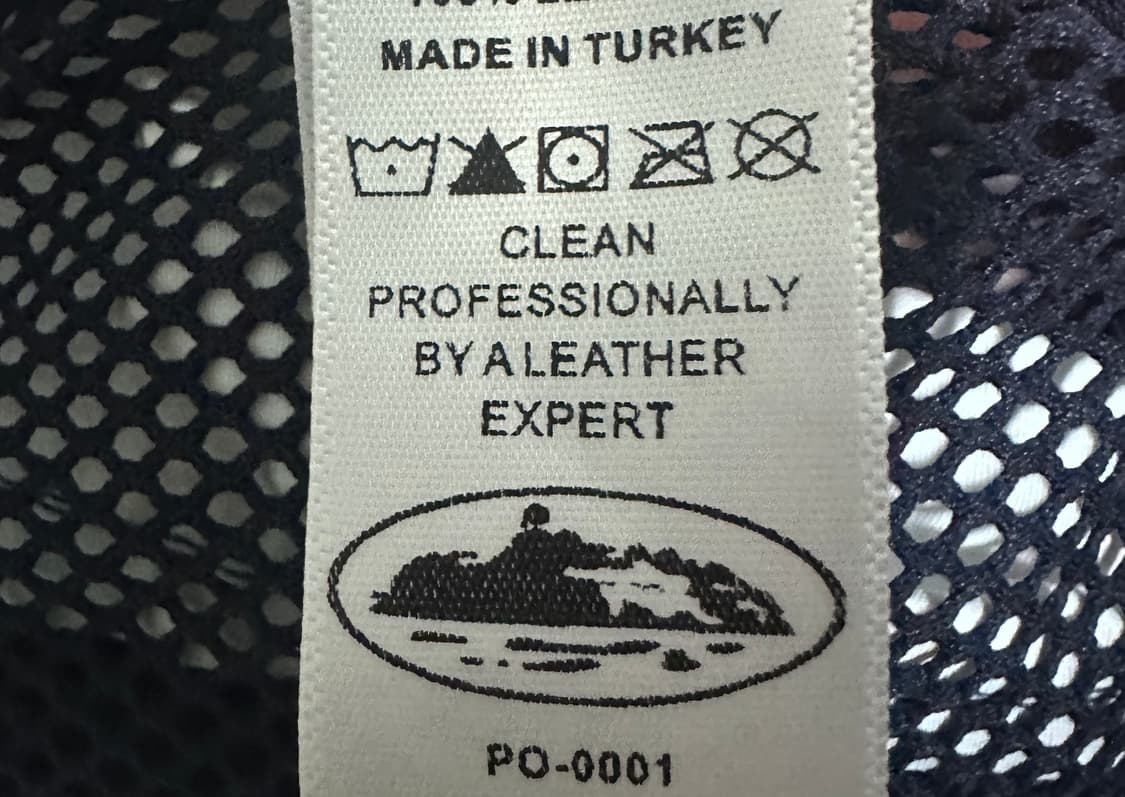 MADE IN TURKEY
CLEAN
PROFESSIONALLY
BY A LEATHER
EXPERT
PO-0001